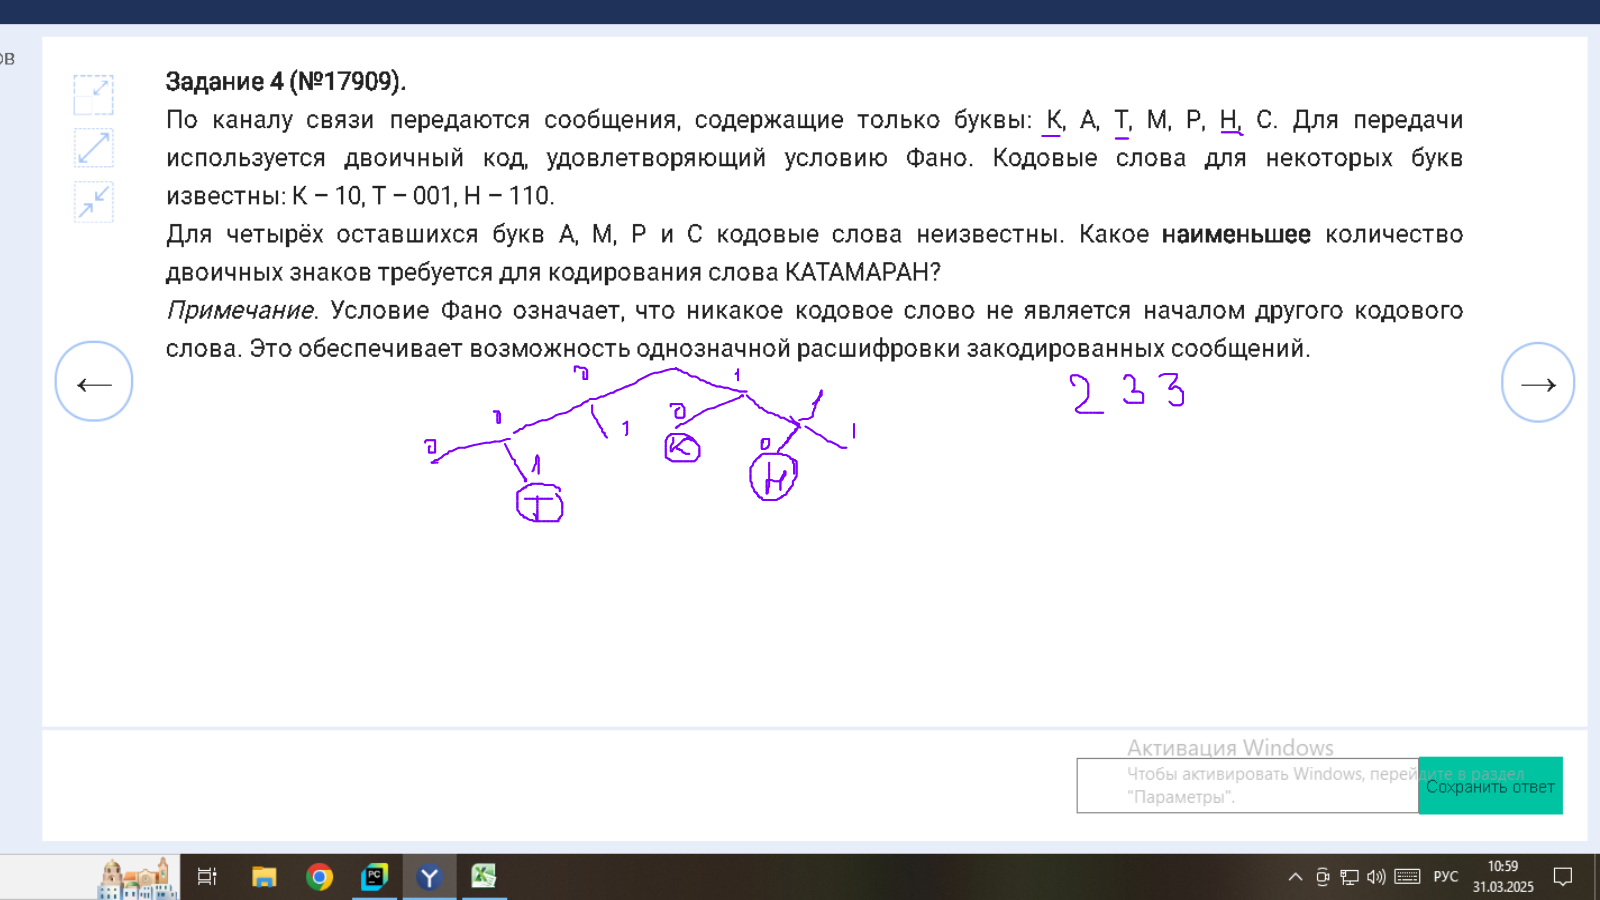 ов
Задание 4 (№17909).
По каналу связи передаются сообщения, содержащие только буквы: К, А, Т, М, Р, Н, С. Для передачи
используется двоичный код, удовлетворяющий условию Фано. Кодовые слова для некоторых букв
известны: К – 10, Т – 001, Н – 110.
Для четырёх оставшихся букв А, М, Р и С кодовые слова неизвестны. Какое наименьшее количество
двоичных знаков требуется для кодирования слова КАТАМАРАН?
Примечание. Условие Фано означает, что никакое кодовое слово не является началом другого кодового
слова. Это обеспечивает возможность однозначной расшифровки закодированных сообщений.
0 1
2 3 3
0 1 0
0 1 К 0 1
Н
Т
Активация Windows
Чтобы активировать Windows, перейдите в раздел
"Параметры".
Сохранить ответ
РУС
10:59
31.03.2025